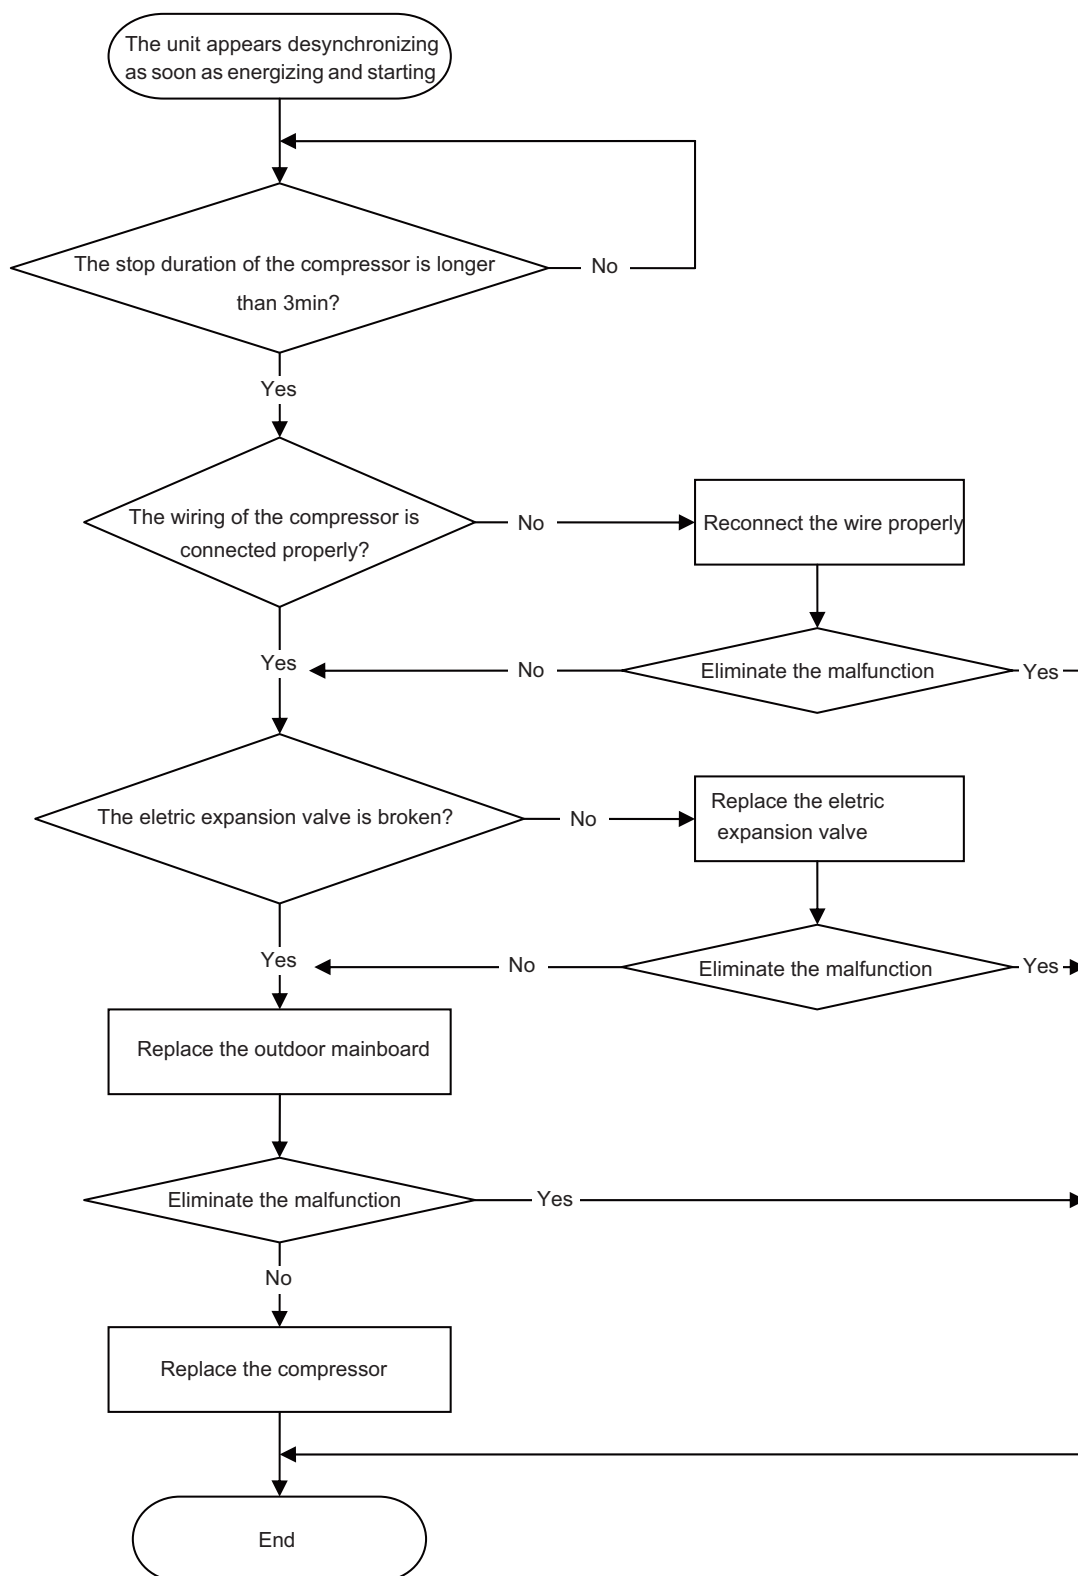 The unit appears desynchronizing
as soon as energizing and starting
The stop duration of the compressor is longer
than 3min?
No
Yes
The wiring of the compressor is
connected properly?
No
Reconnect the wire properly
Yes
No
Eliminate the malfunction
Yes
The eletric expansion valve is broken?
No
Replace the eletric
expansion valve
Yes
No
Eliminate the malfunction
Yes
Replace the outdoor mainboard
Eliminate the malfunction
Yes
No
Replace the compressor
End